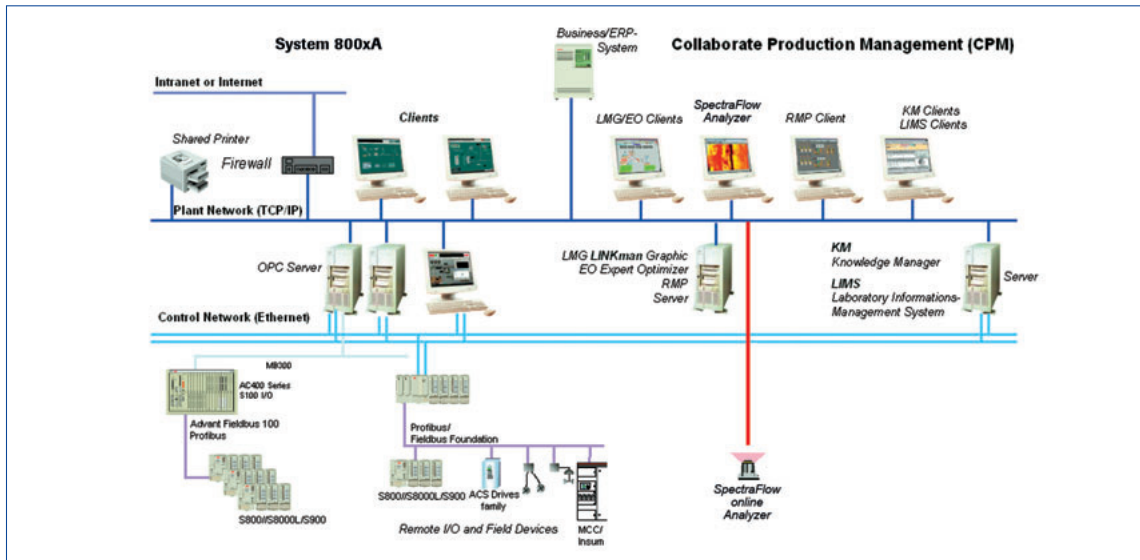 System 800xA
Business/ERP-
System
Collaborate Production Management (CPM)
Intranet or Internet
Clients
LMG/EO Clients
SpectraFlow
Analyzer
RMP Client
KM Clients
LIMS Clients
Shared Printer
Firewall
Plant Network (TCP/IP)
OPC Server
LMG LINKman Graphic
EO Expert Optimizer
RMP
Server
KM
Knowledge Manager
LIMS
Laboratory Informations-
Management System
Server
Control Network (Ethernet)
MB300
AC400 Series
S100 I/O
Advant Fieldbus 100
Profibus
Profibus/
Fieldbus Foundation
S800//S8000L/S900
S800//S8000L/S900
ACS Drives
family
Remote I/O and Field Devices
MCC/
Insum
SpectraFlow
online
Analyzer